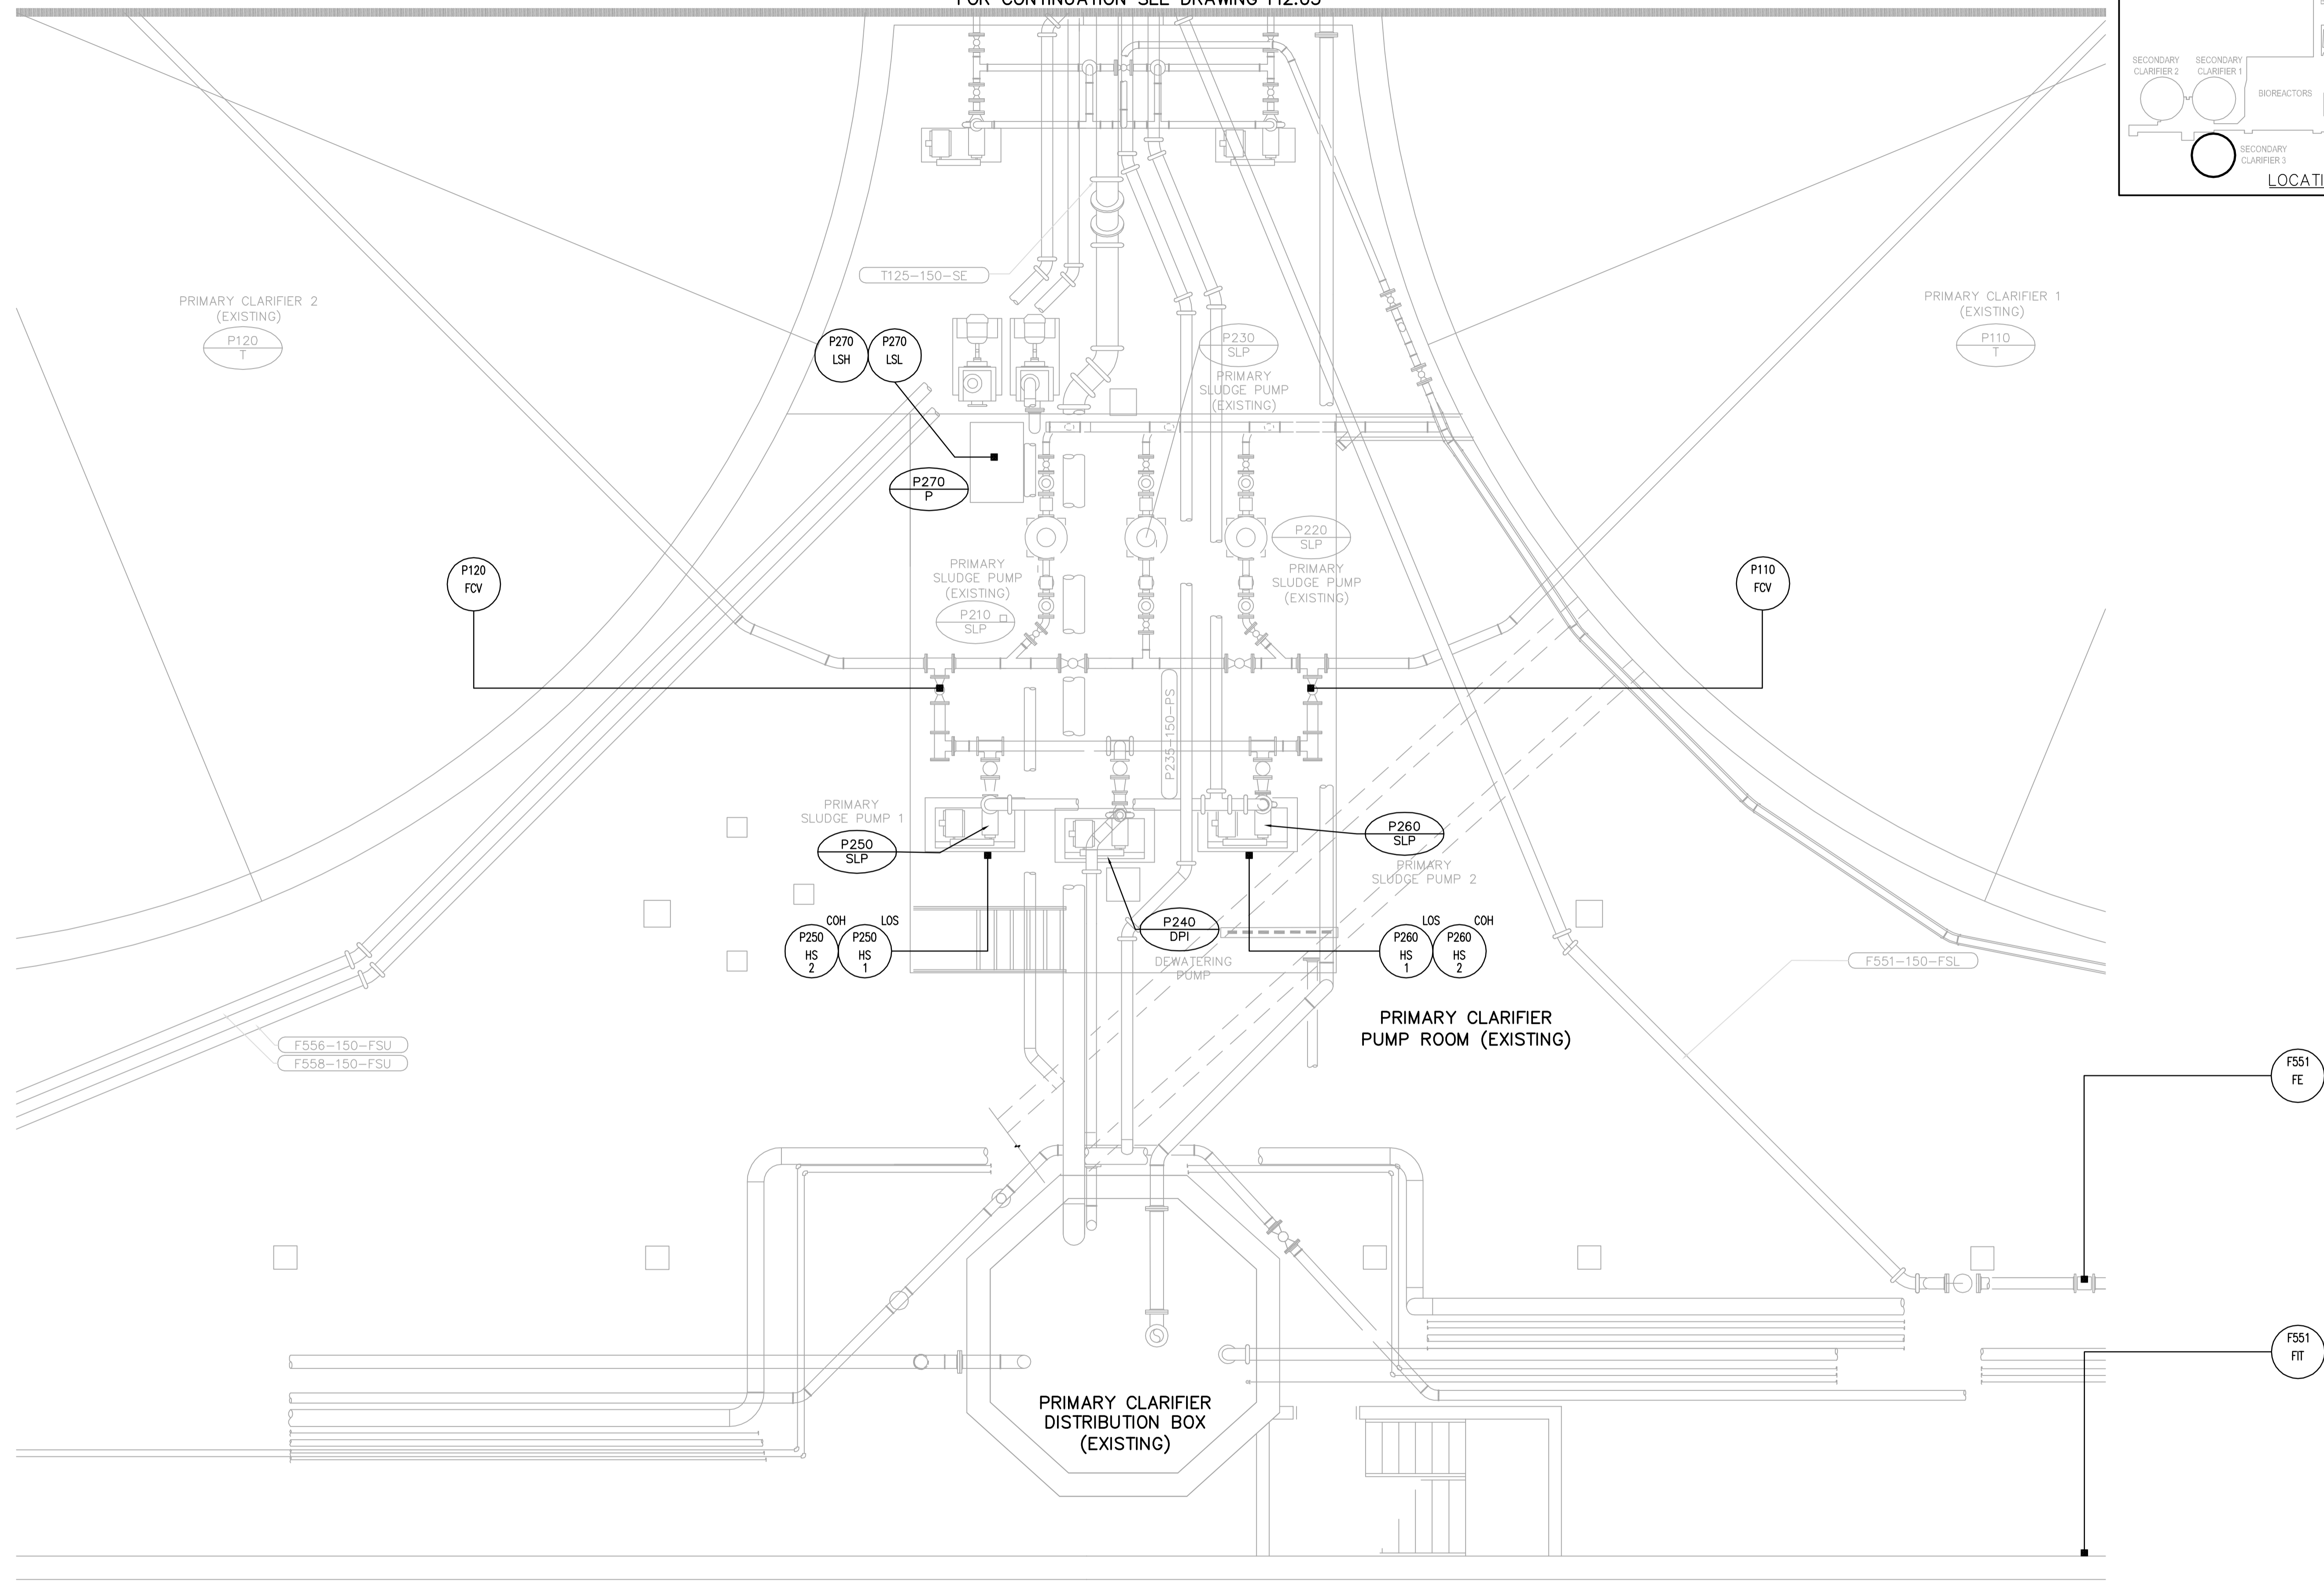 FOR CONTINUATION SEE DRAWING 112.03
SECONDARY
CLARIFIER 2
SECONDARY
CLARIFIER 1
BIOREACTORS
SECONDARY
CLARIFIER 3
T125-150-SE
PRIMARY CLARIFIER 2
(EXISTING)
P120
T
PRIMARY CLARIFIER 1
(EXISTING)
P110
T
P270
LSH
P270
LSL
P230
SLP
PRIMARY
SLUDGE PUMP
(EXISTING)
P270
P
P220
SLP
PRIMARY
SLUDGE PUMP
(EXISTING)
PRIMARY
SLUDGE PUMP
(EXISTING)
P210
SLP
P120
FCV
P110
FCV
P235-150-PS
PRIMARY
SLUDGE PUMP 1
P250
SLP
P260
SLP
PRIMARY
SLUDGE PUMP 2
COH
LOS
P250
HS
2
P250
HS
1
P240
DPI
DEWATERING
PUMP
LOS
COH
P260
HS
1
P260
HS
2
F551-150-FSL
PRIMARY CLARIFIER
PUMP ROOM (EXISTING)
F556-150-FSU
F558-150-FSU
F551
FE
F551
FIT
PRIMARY CLARIFIER
DISTRIBUTION BOX
(EXISTING)